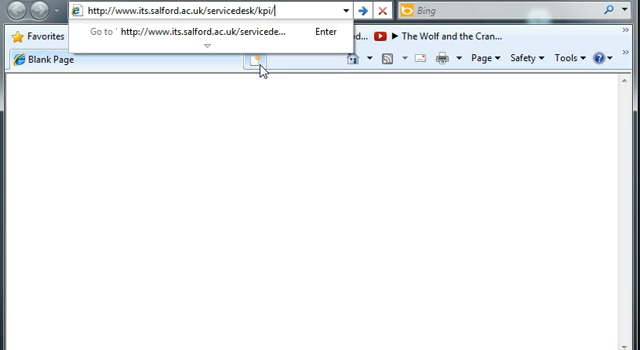 http://www.its.salford.ac.uk/servicedesk/kpi/
Bing
Go to ' http://www.its.salford.ac.uk/servicede... Enter
Favorites
d... ▶ The Wolf and the Cran...
Blank Page
Page Safety Tools